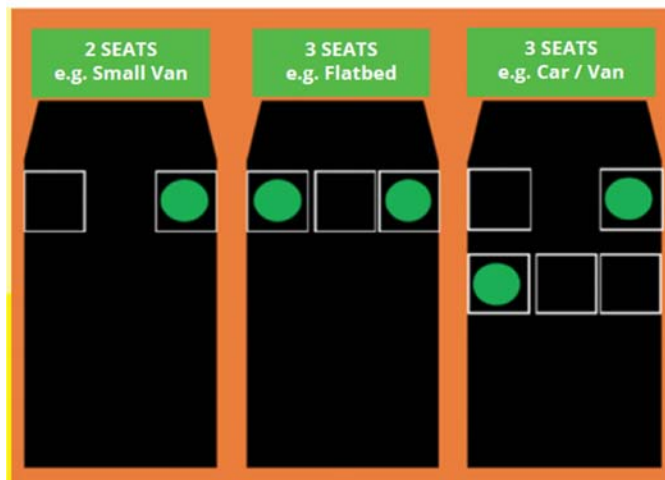 2 SEATS
e.g. Small Van
3 SEATS
e.g. Flatbed
3 SEATS
e.g. Car / Van